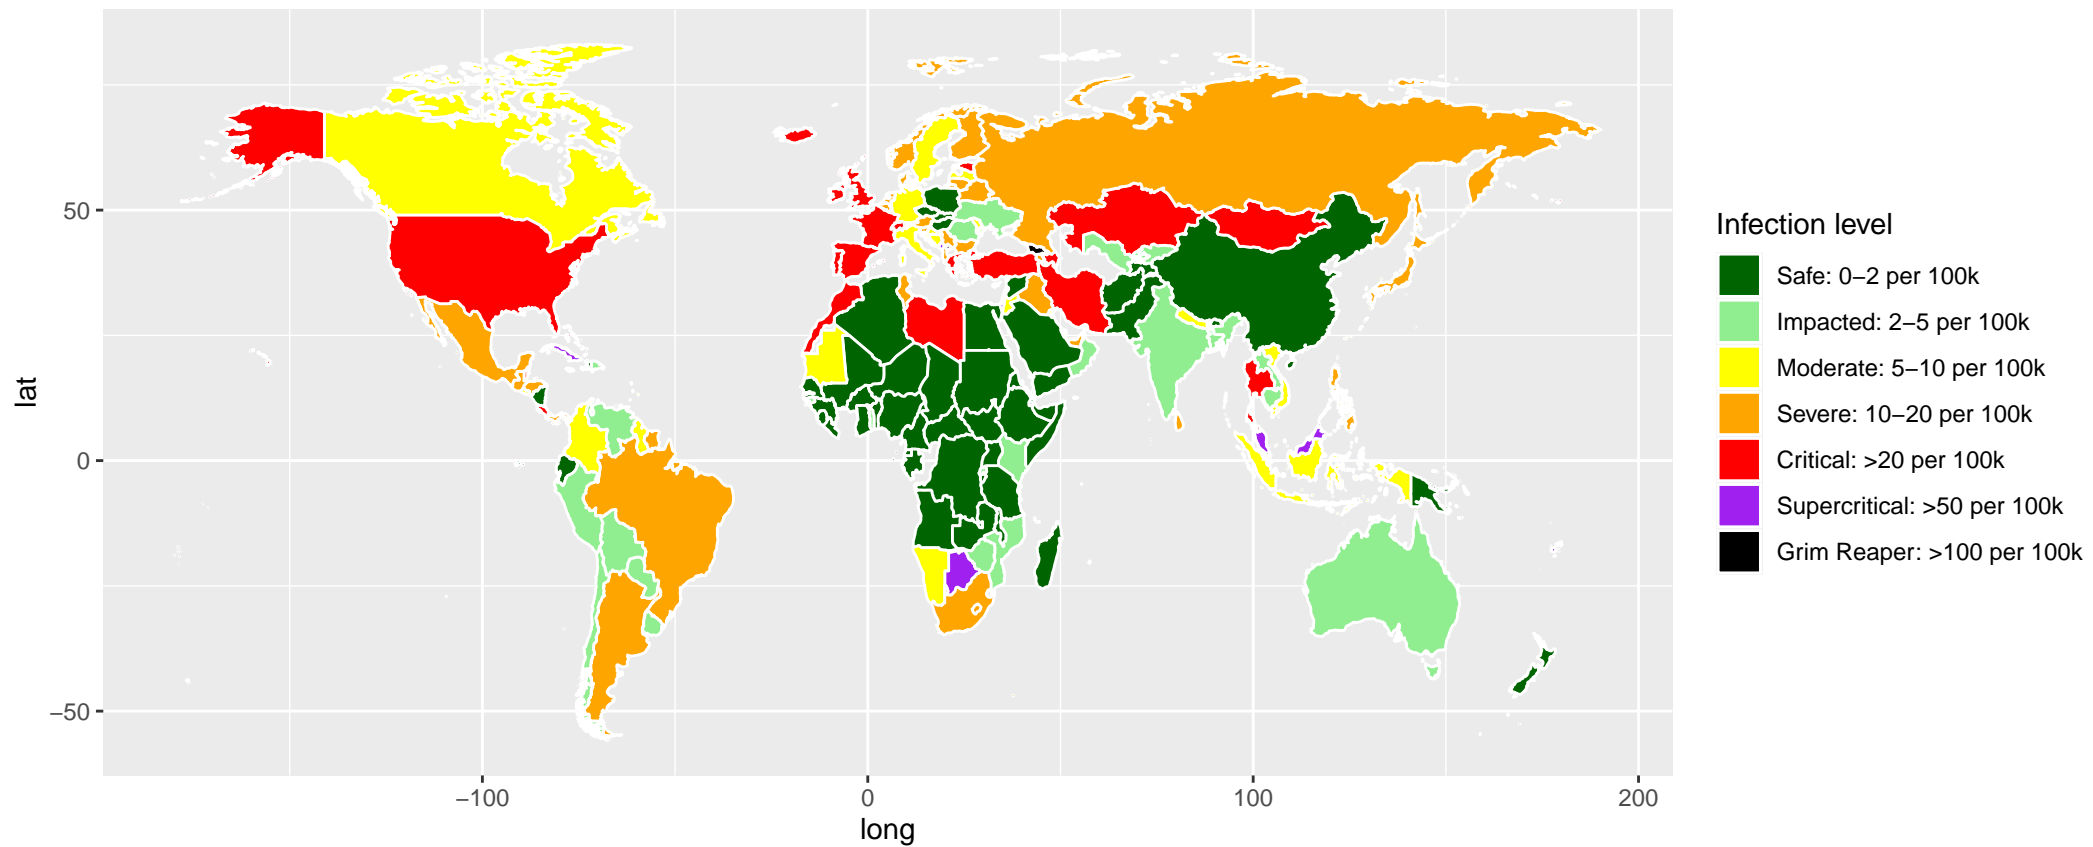 Infection level
Safe: 0–2 per 100k
Impacted: 2–5 per 100k
Moderate: 5–10 per 100k
Severe: 10–20 per 100k
Critical: >20 per 100k
Supercritical: >50 per 100k
Grim Reaper: >100 per 100k
lat
50
0
−50
−100
0
100
200
long